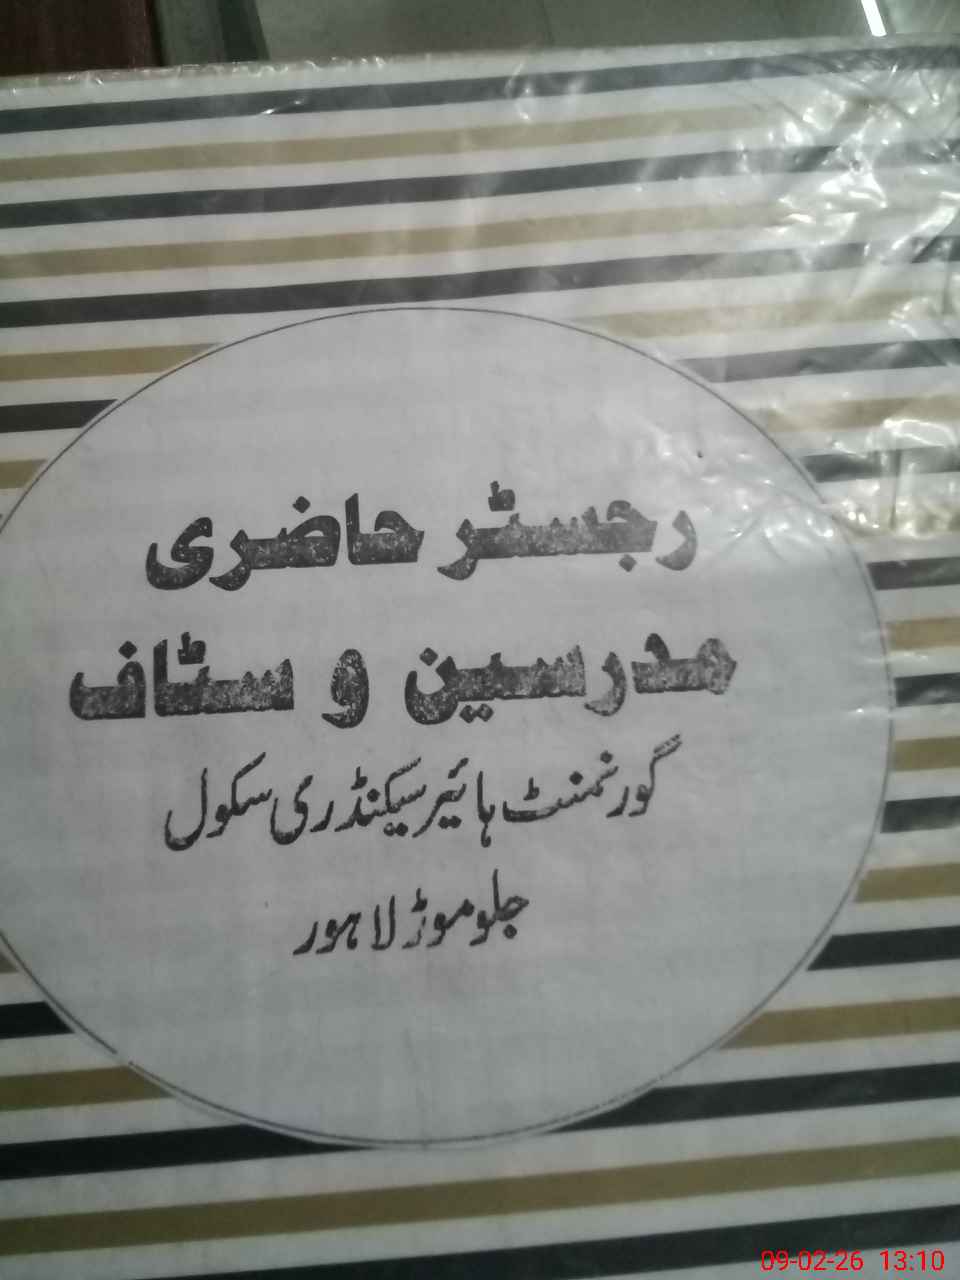 رجسٹر حاضری
مدرسین و سٹاف
گورنمنٹ ہائیر سیکنڈری سکول
جلو موڑ لاہور
09-02-26 13:10